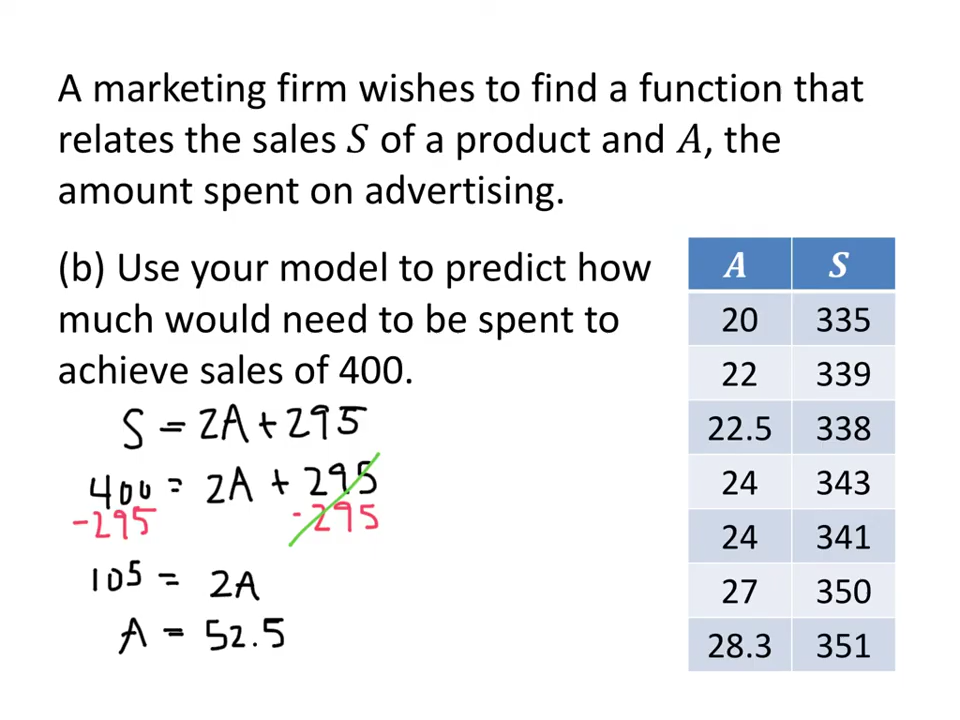 A marketing firm wishes to find a function that
relates the sales S of a product and A, the
amount spent on advertising.
(b) Use your model to predict how
much would need to be spent to
achieve sales of 400.
S = 2A + 295
400 = 2A + 295
-295 -295
105 = 2A
A = 52.5
A S
20 335
22 339
22.5 338
24 343
24 341
27 350
28.3 351